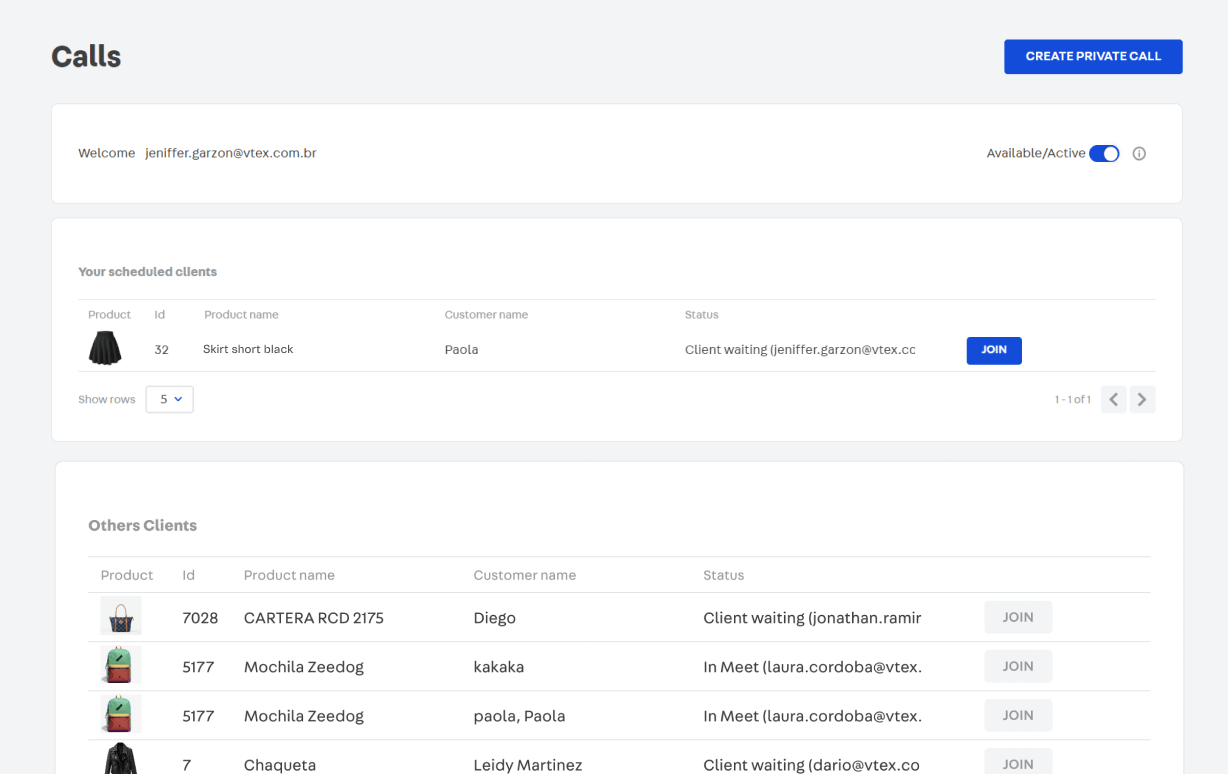 Calls
CREATE PRIVATE CALL
Welcome jeniffer.garzon@vtex.com.br
Available/Active
Your scheduled clients
Product Id Product name Customer name Status
32 Skirt short black Paola Client waiting (jeniffer.garzon@vtex.cc JOIN
Show rows 5
1 - 1 of 1
Others Clients
Product Id Product name Customer name Status
7028 CARTERA RCD 2175 Diego Client waiting (jonathan.ramir JOIN
5177 Mochila Zeedog kakaka In Meet (laura.cordoba@vtex. JOIN
5177 Mochila Zeedog paola, Paola In Meet (laura.cordoba@vtex. JOIN
7 Chaqueta Leidy Martinez Client waiting (dario@vtex.co JOIN